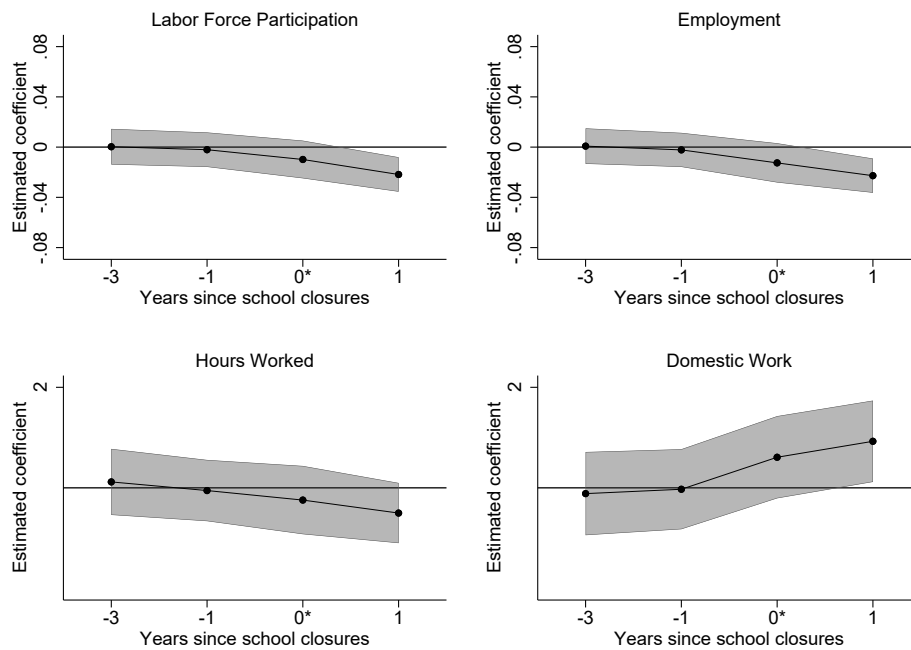 Labor Force Participation
Estimated coefficient
.08
.04
0
-.04
-.08
-3 -1 0* 1
Years since school closures
Employment
Estimated coefficient
.08
.04
0
-.04
-.08
-3 -1 0* 1
Years since school closures
Hours Worked
Estimated coefficient
2
-3 -1 0* 1
Years since school closures
Domestic Work
Estimated coefficient
2
-3 -1 0* 1
Years since school closures